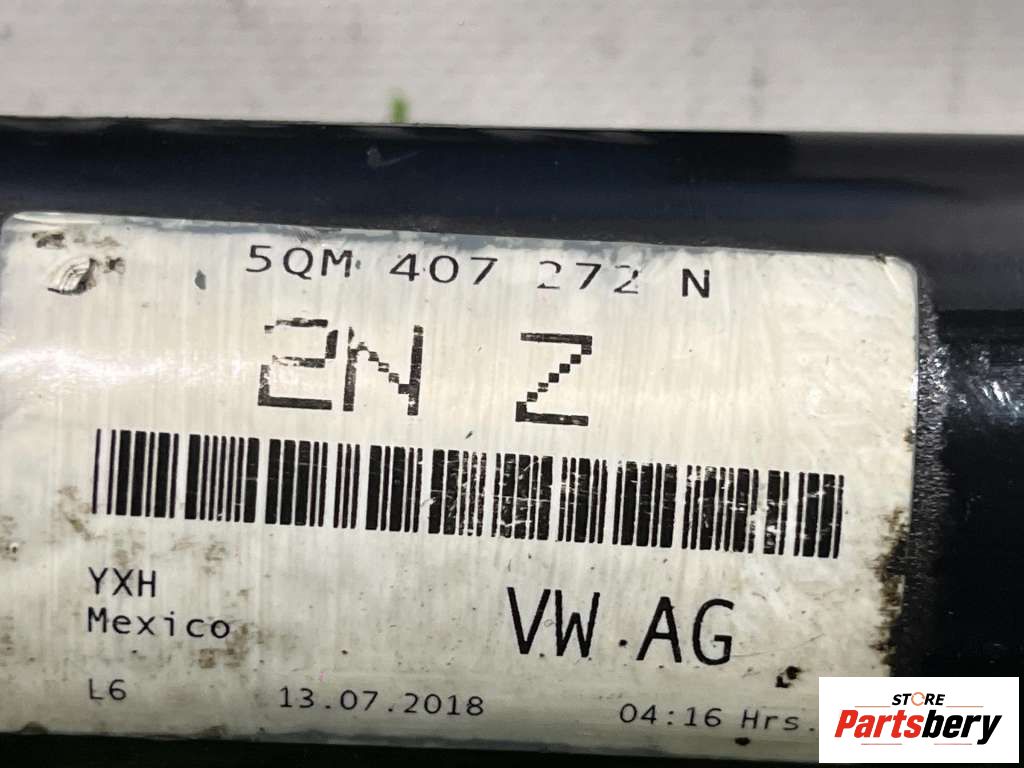 5QM 407 272 N
2N Z
YXH
Mexico
VW.AG
L6 13.07.2018 04:16 Hrs.
STORE
Partsbery